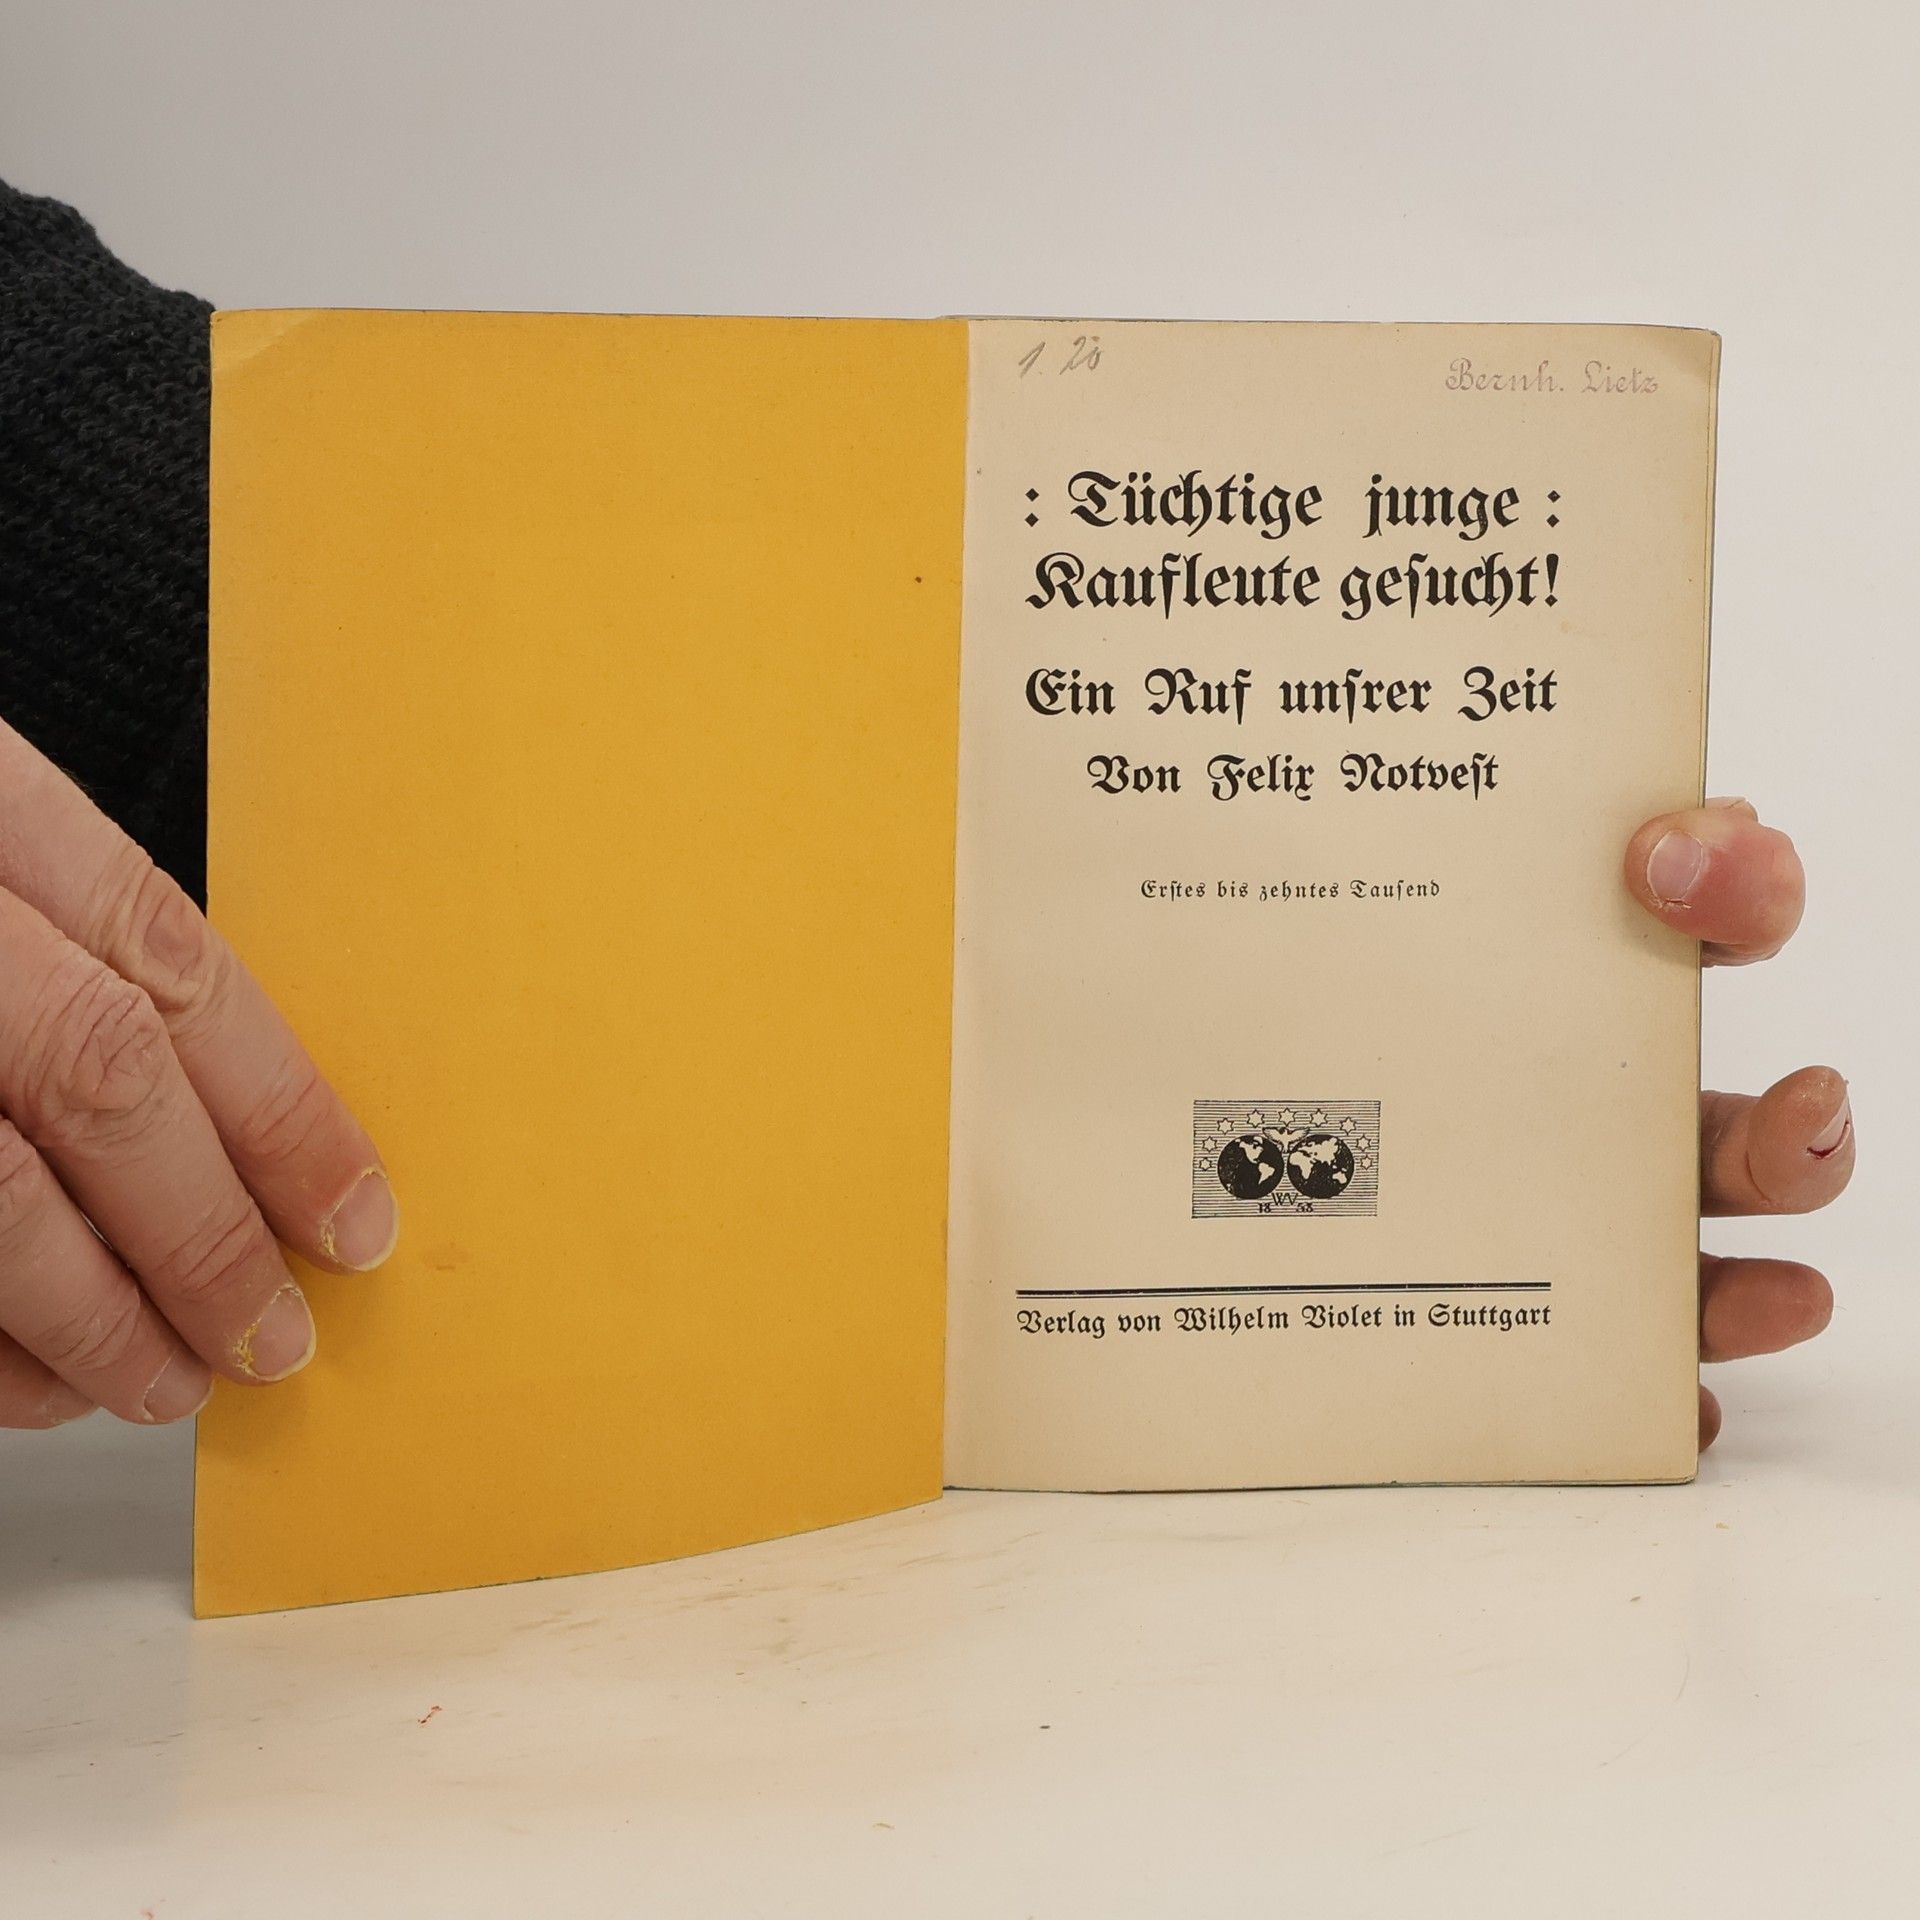 1. 20
Bernh. Lietz
: Tüchtige junge :
Kaufleute geſucht!
Ein Ruf unſrer Zeit
Von Felix Notveſt
Erſtes bis zehntes Tauſend
WV
18 53
Verlag von Wilhelm Violet in Stuttgart